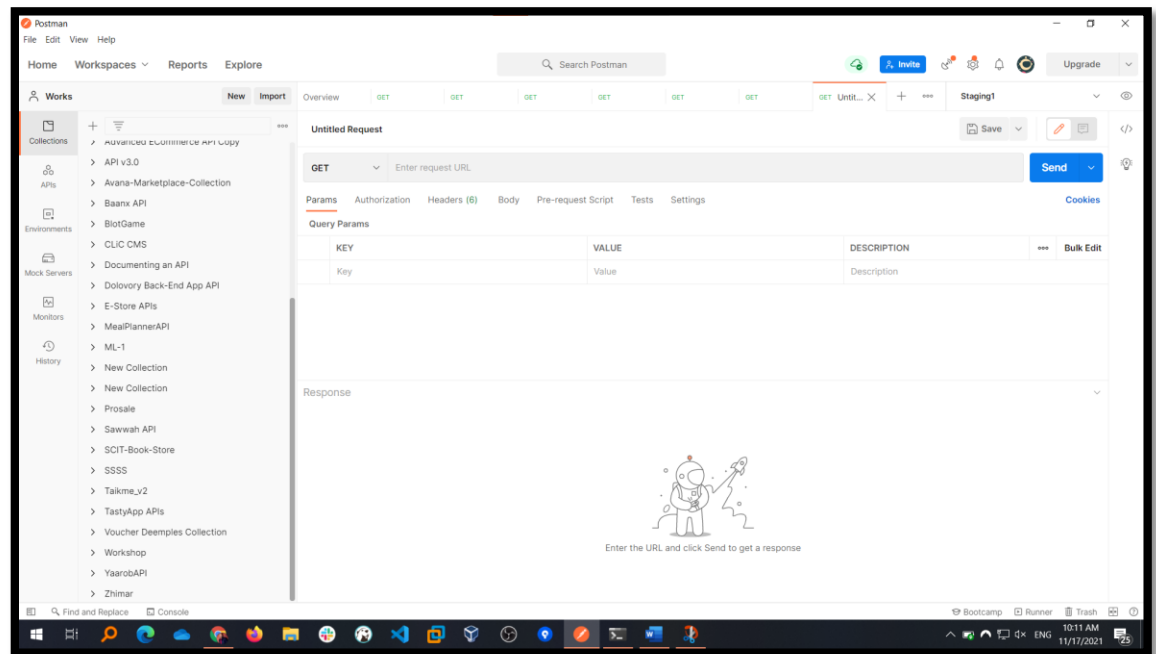 Postman
File Edit View Help
Home Workspaces Reports Explore
Search Postman
Invite
Upgrade
Works
New Import
Overview GET GET GET GET GET GET GET Untit...
Staging1
Collections
APIs
Environments
Mock Servers
Monitors
History
Advanced ECommerce API Copy
API v3.0
Avana-Marketplace-Collection
Baanx API
BlotGame
CLiC CMS
Documenting an API
Dolovory Back-End App API
E-Store APIs
MealPlannerAPI
ML-1
New Collection
New Collection
Prosale
Sawwah API
SCIT-Book-Store
SSSS
Taikme_v2
TastyApp APIs
Voucher Deemples Collection
Workshop
YaarobAPI
Zhimar
Untitled Request
Save
GET Enter request URL
Send
Params Authorization Headers (6) Body Pre-request Script Tests Settings
Cookies
Query Params
KEY VALUE DESCRIPTION Bulk Edit
Key Value Description
Response
Enter the URL and click Send to get a response
Find and Replace Console
Bootcamp Runner Trash
ENG
10:11 AM
11/17/2021
25